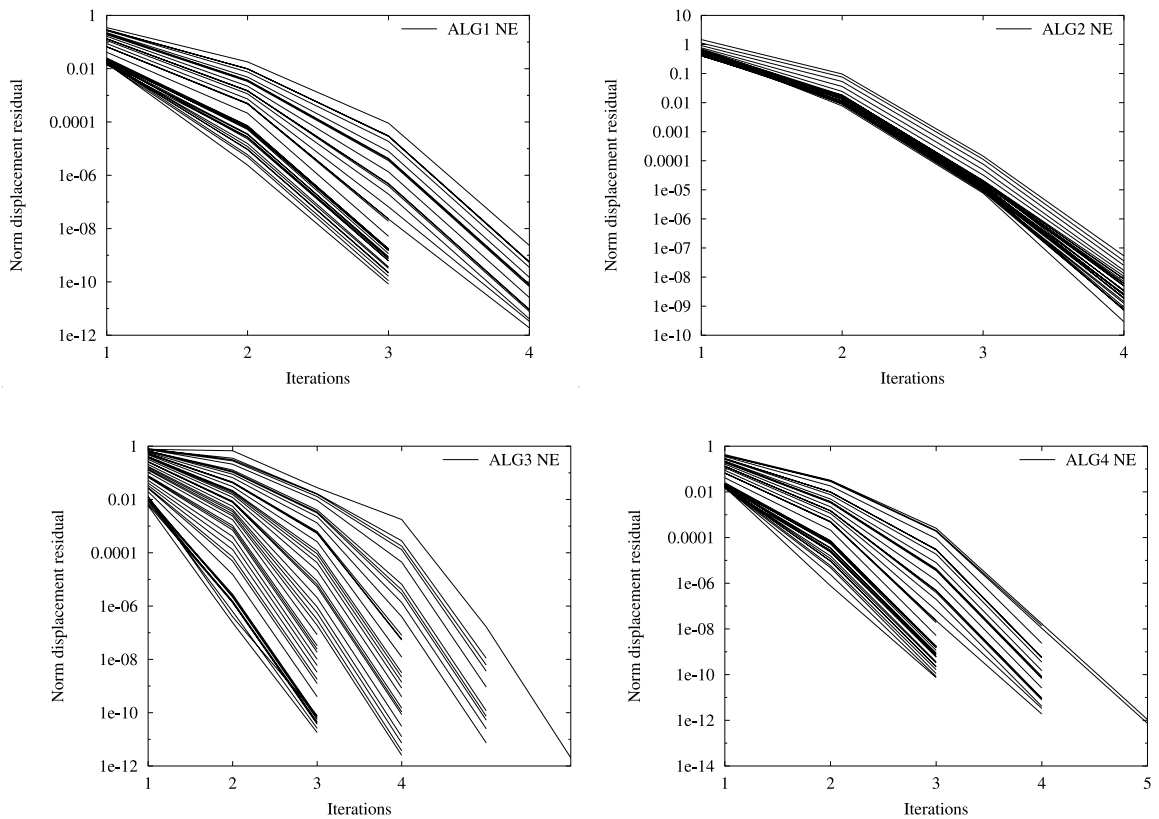 ALG1 NE
1
0.01
0.0001
1e-06
1e-08
1e-10
1e-12
Norm displacement residual
1 2 3 4
Iterations
ALG2 NE
10
1
0.1
0.01
0.001
0.0001
1e-05
1e-06
1e-07
1e-08
1e-09
1e-10
Norm displacement residual
1 2 3 4
Iterations
ALG3 NE
1
0.01
0.0001
1e-06
1e-08
1e-10
1e-12
Norm displacement residual
1 2 3 4
Iterations
ALG4 NE
1
0.01
0.0001
1e-06
1e-08
1e-10
1e-12
1e-14
Norm displacement residual
1 2 3 4 5
Iterations